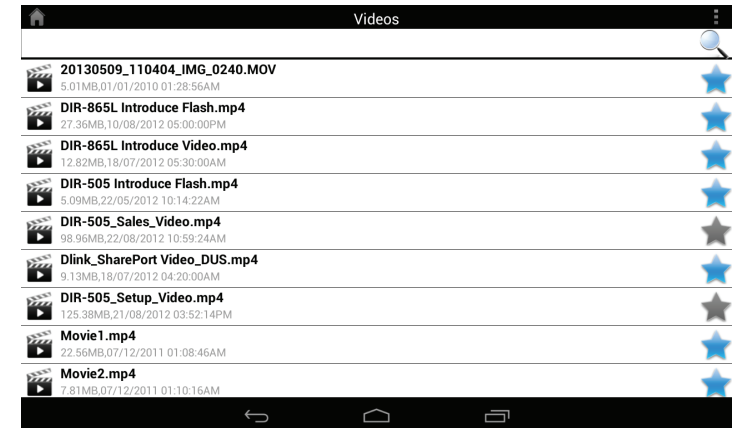 Videos
20130509_110404_IMG_0240.MOV
5.01MB,01/01/2010 01:28:56AM
DIR-865L Introduce Flash.mp4
27.36MB,10/08/2012 05:00:00PM
DIR-865L Introduce Video.mp4
12.82MB,18/07/2012 05:30:00AM
DIR-505 Introduce Flash.mp4
5.09MB,22/05/2012 10:14:22AM
DIR-505_Sales_Video.mp4
98.96MB,22/08/2012 10:59:24AM
Dlink_SharePort Video_DUS.mp4
9.13MB,18/07/2012 04:20:00AM
DIR-505_Setup_Video.mp4
125.38MB,21/08/2012 03:52:14PM
Movie1.mp4
22.56MB,07/12/2011 01:08:46AM
Movie2.mp4
7.81MB,07/12/2011 01:10:16AM